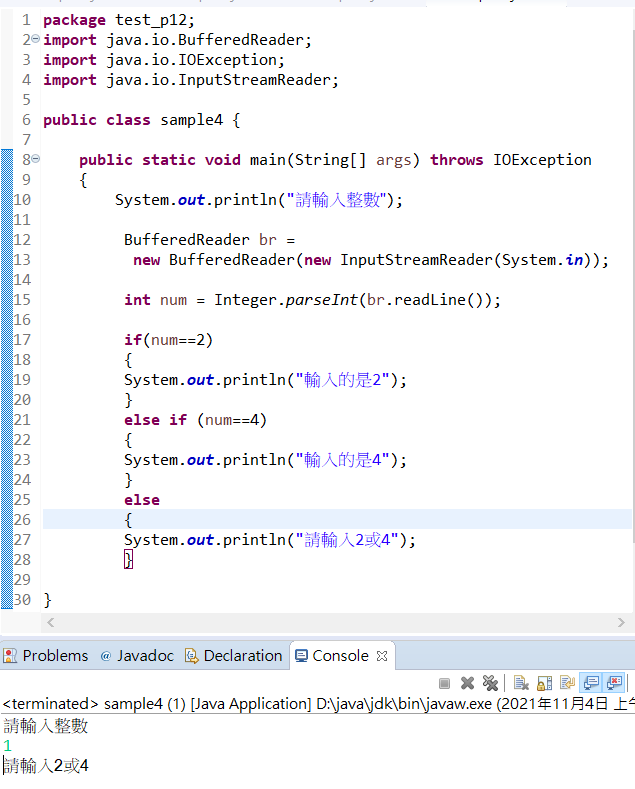 1 package test_p12;
2 import java.io.BufferedReader;
3 import java.io.IOException;
4 import java.io.InputStreamReader;
5
6 public class sample4 {
7
8 public static void main(String[] args) throws IOException
9 {
10 System.out.println("請輸入整數");
11
12 BufferedReader br =
13 new BufferedReader(new InputStreamReader(System.in));
14
15 int num = Integer.parseInt(br.readLine());
16
17 if(num==2)
18 {
19 System.out.println("輸入的是2");
20 }
21 else if (num==4)
22 {
23 System.out.println("輸入的是4");
24 }
25 else
26 {
27 System.out.println("請輸入2或4");
28 }
29
30 }
Problems @ Javadoc Declaration Console
<terminated> sample4 (1) [Java Application] D:\java\jdk\bin\javaw.exe (2021年11月4日 上
請輸入整數
1
請輸入2或4